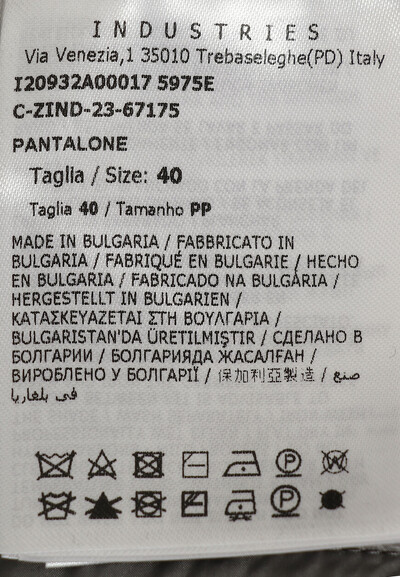 INDUSTRIES
Via Venezia,1 35010 Trebaseleghe(PD) Italy
I20932A00017 5975E
C-ZIND-23-67175
PANTALONE
Taglia / Size: 40
Taglia 40 / Tamanho PP
MADE IN BULGARIA / FABBRICATO IN
BULGARIA / FABRIQUÉ EN BULGARIE / HECHO
EN BULGARIA / FABRICADO NA BULGÁRIA /
HERGESTELLT IN BULGARIEN /
ΚΑΤΑΣΚΕΥΑΖΕΤΑΙ ΣΤΗ ΒΟΥΛΓΑΡΙΑ /
BULGARISTAN'DA ÜRETILMIŞTIR / СДЕЛАНО В
БОЛГАРИИ / БОЛГАРИЯДА ЖАСАЛҒАН /
ВИРОБЛЕНО У БОЛГАРІЇ / 保加利亞製造 / صنع
في بلغاريا